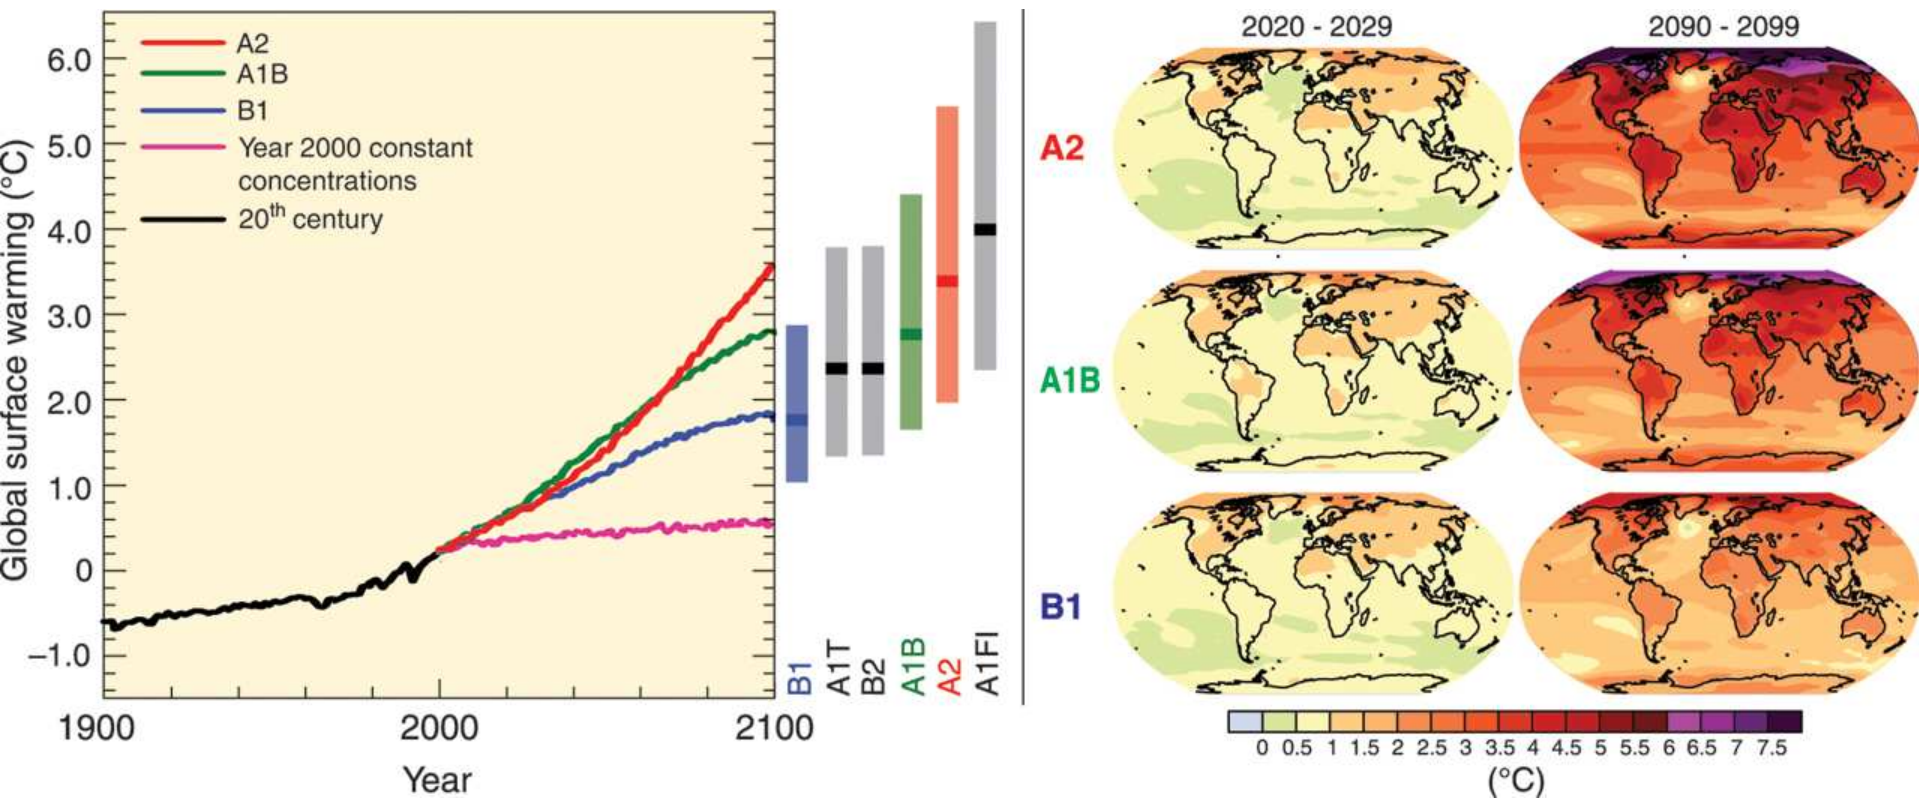 Global surface warming (°C)
6.0
5.0
4.0
3.0
2.0
1.0
0
–1.0
A2
A1B
B1
Year 2000 constant
concentrations
20th century
1900
2000
2100
Year
B1
A1T
B2
A1B
A2
A1FI
2020 - 2029
2090 - 2099
A2
A1B
B1
0 0.5 1 1.5 2 2.5 3 3.5 4 4.5 5 5.5 6 6.5 7 7.5
(°C)